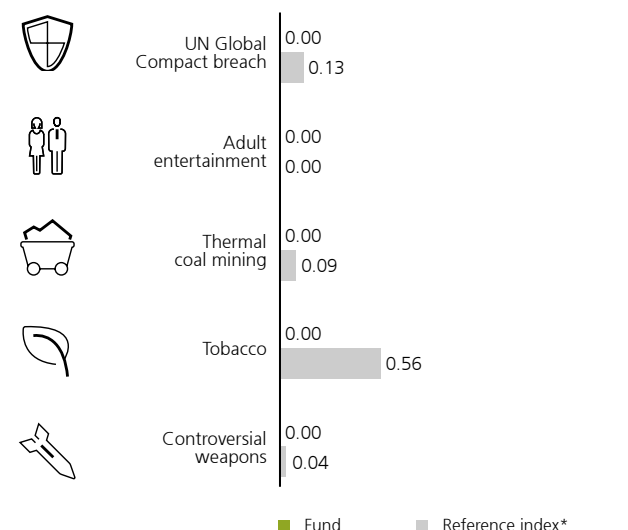 0.00
UN Global
Compact breach
0.13
0.00
Adult
entertainment
0.00
0.00
Thermal
coal mining
0.09
0.00
Tobacco
0.56
0.00
Controversial
weapons
0.04
Fund Reference index*